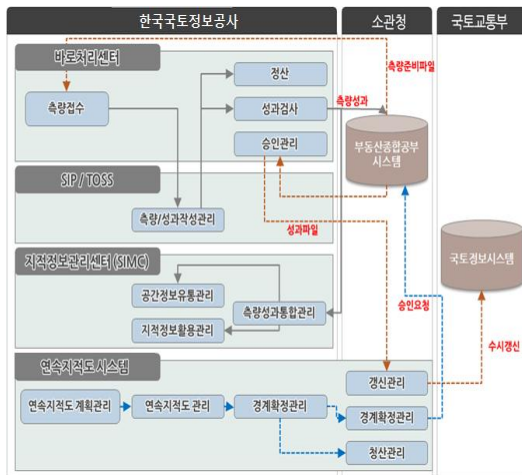 한국국토정보공사
소관청
국토교통부
바로처리센터
측량준비파일
정산
측량접수
성과검사
측량성과
승인관리
부동산종합공부
시스템
SIP / TOSS
측량/성과작성관리
성과파일
국토정보시스템
지적정보관리센터 (SIMC)
공간정보유통관리
측량성과통합관리
지적정보활용관리
승인요청
수시갱신
연속지적도 시스템
갱신관리
연속지적도 계획관리
연속지적도 관리
경계확정관리
경계확정관리
청산관리